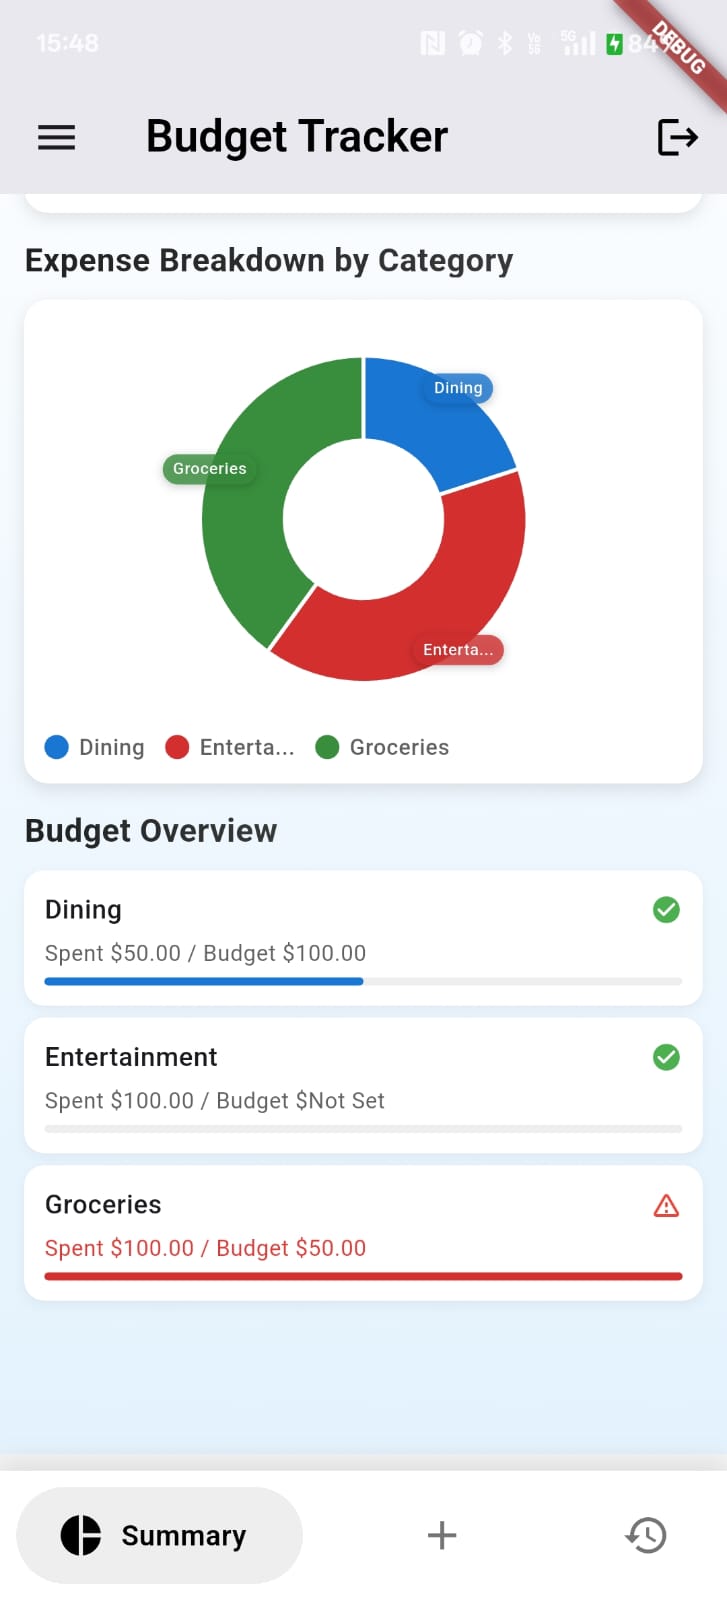 15:48
5G
84%
DEBUG
Budget Tracker
Expense Breakdown by Category
Dining
Groceries
Enterta...
Dining Enterta... Groceries
Budget Overview
Dining
Spent $50.00 / Budget $100.00
Entertainment
Spent $100.00 / Budget $Not Set
Groceries
Spent $100.00 / Budget $50.00
Summary